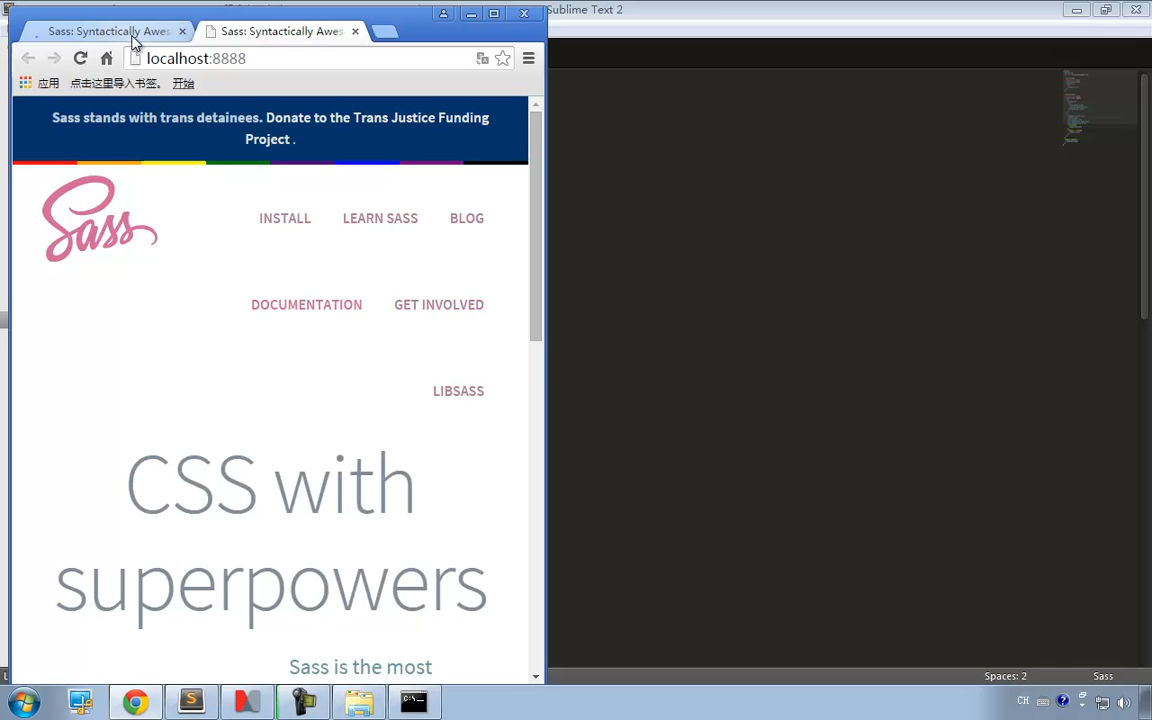 Sublime Text 2
Sass: Syntactically Awes
Sass: Syntactically Awes
localhost:8888
应用
点击这里导入书签。
开始
Sass stands with trans detainees. Donate to the Trans Justice Funding
Project .
Sass
INSTALL
LEARN SASS
BLOG
DOCUMENTATION
GET INVOLVED
LIBSASS
CSS with
superpowers
Sass is the most
Spaces: 2
Sass
CH